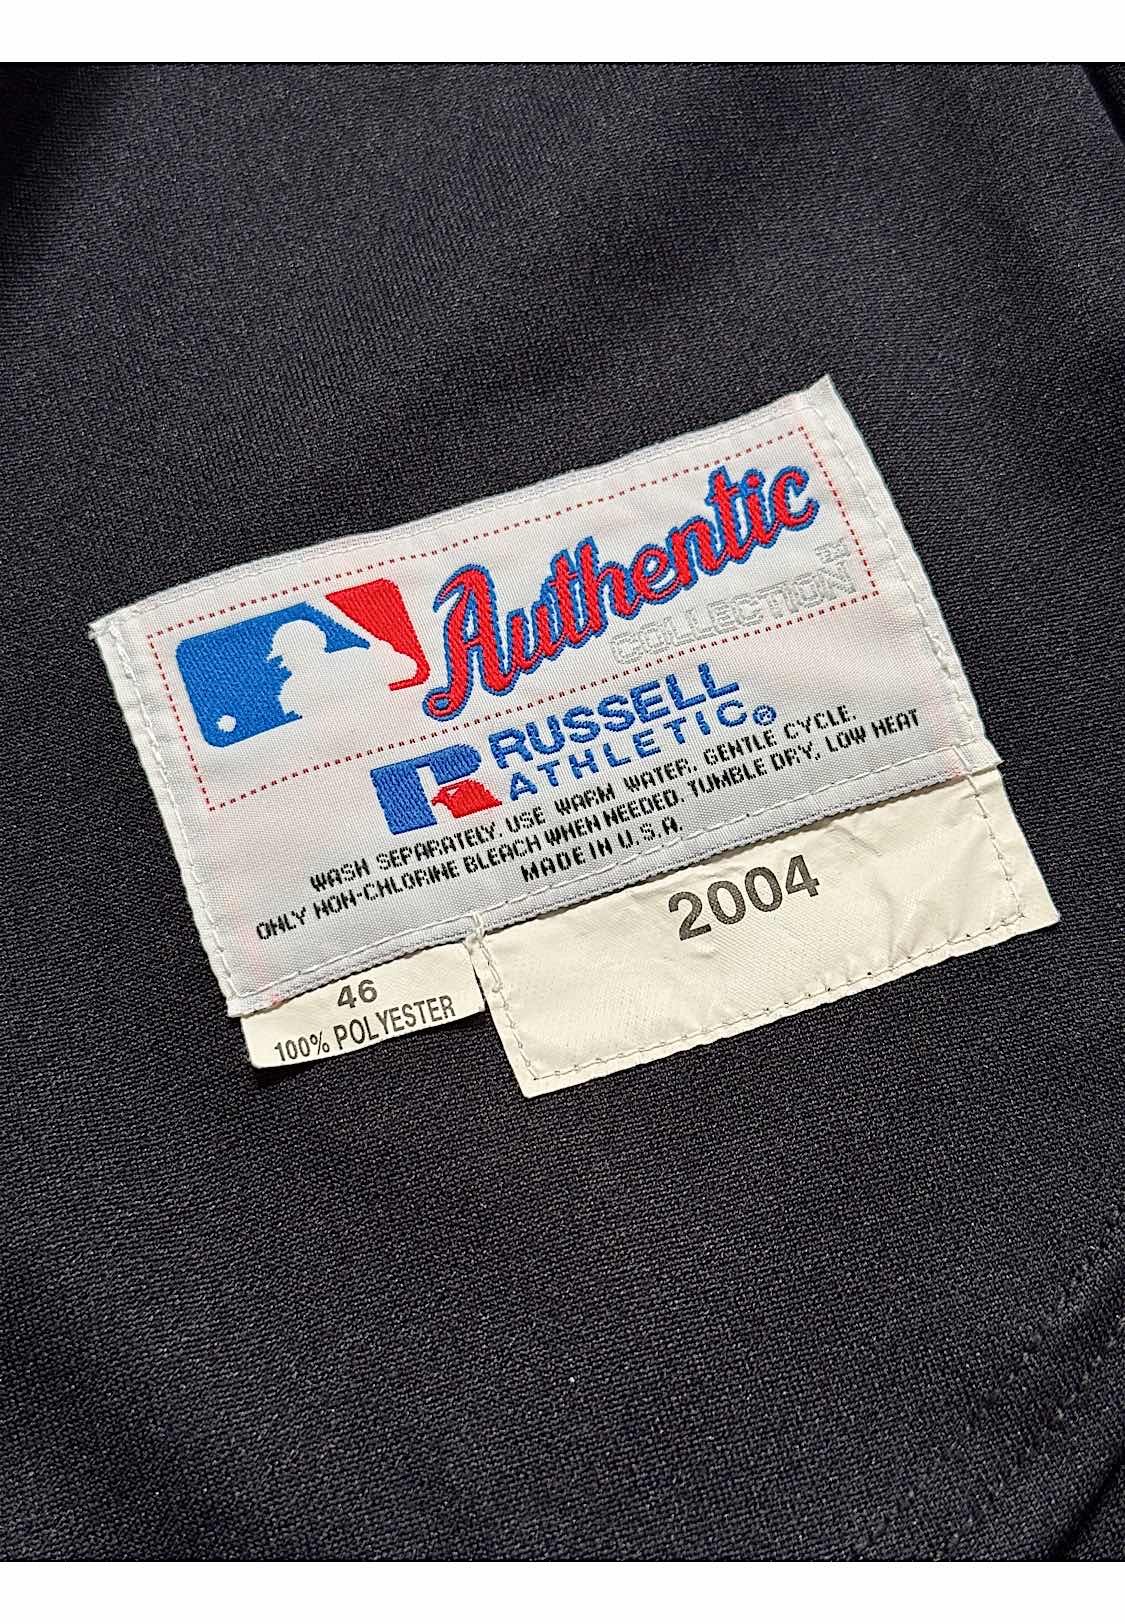 Authentic
COLLECTION™
RUSSELL
ATHLETIC®
WASH SEPARATELY. USE WARM WATER. GENTLE CYCLE.
ONLY NON-CHLORINE BLEACH WHEN NEEDED. TUMBLE DRY, LOW HEAT
MADE IN U.S.A.
2004
46
100% POLYESTER